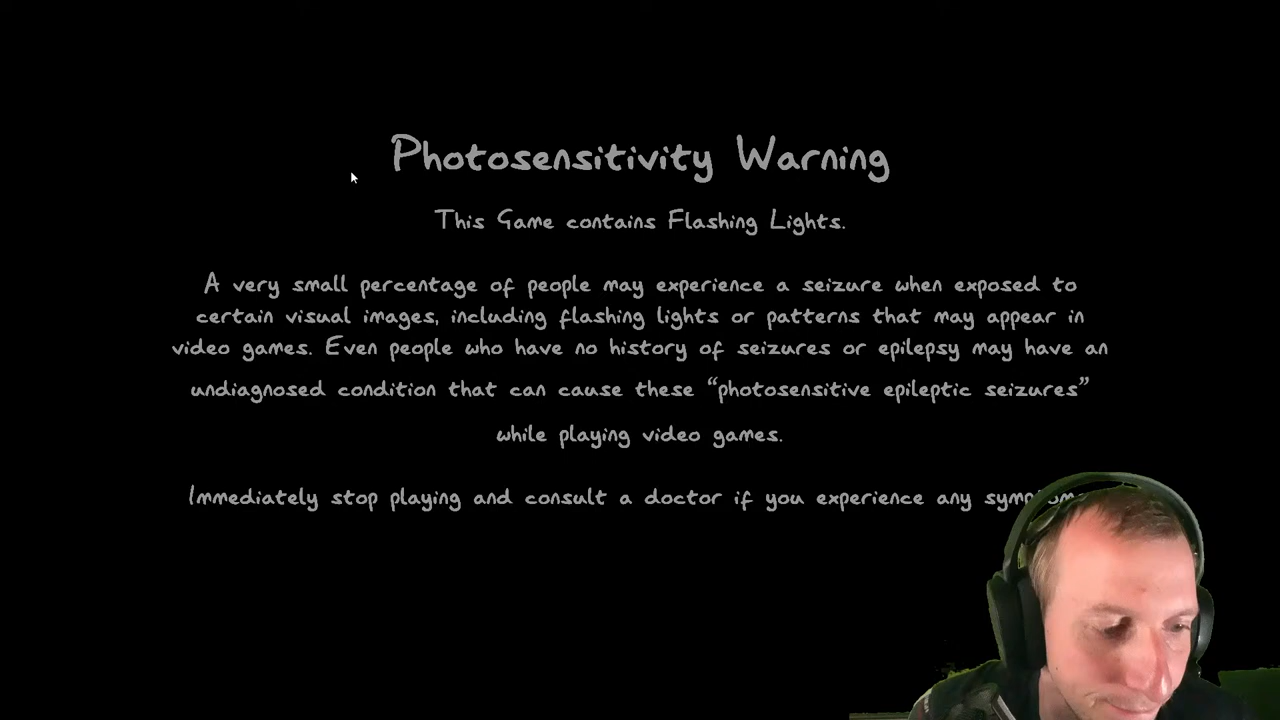 Photosensitivity Warning
This Game contains Flashing Lights.
A very small percentage of people may experience a seizure when exposed to
certain visual images, including flashing lights or patterns that may appear in
video games. Even people who have no history of seizures or epilepsy may have an
undiagnosed condition that can cause these “photosensitive epileptic seizures”
while playing video games.
Immediately stop playing and consult a doctor if you experience any